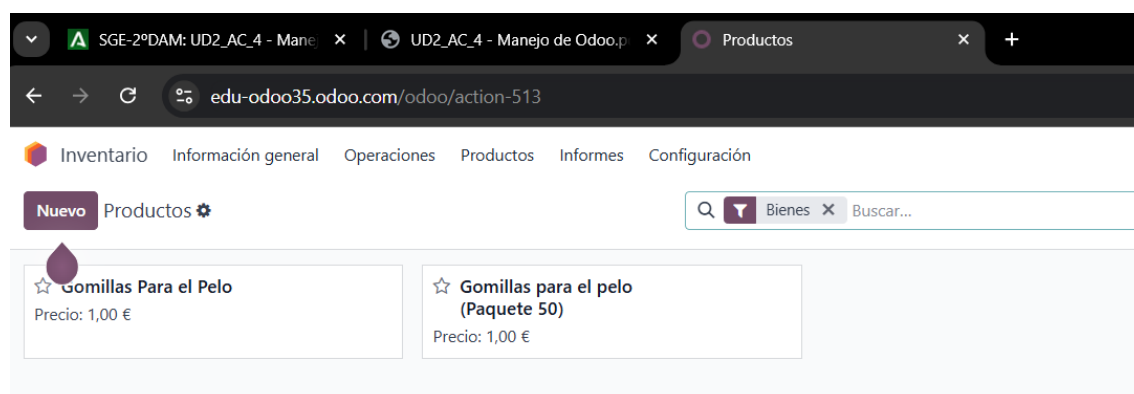 SGE-2ºDAM: UD2_AC_4 - Manej
UD2_AC_4 - Manejo de Odoo.p
Productos
edu-odoo35.odoo.com/odoo/action-513
Inventario Información general Operaciones Productos Informes Configuración
Nuevo Productos
Bienes Buscar...
Gomillas Para el Pelo
Precio: 1,00 €
Gomillas para el pelo
(Paquete 50)
Precio: 1,00 €